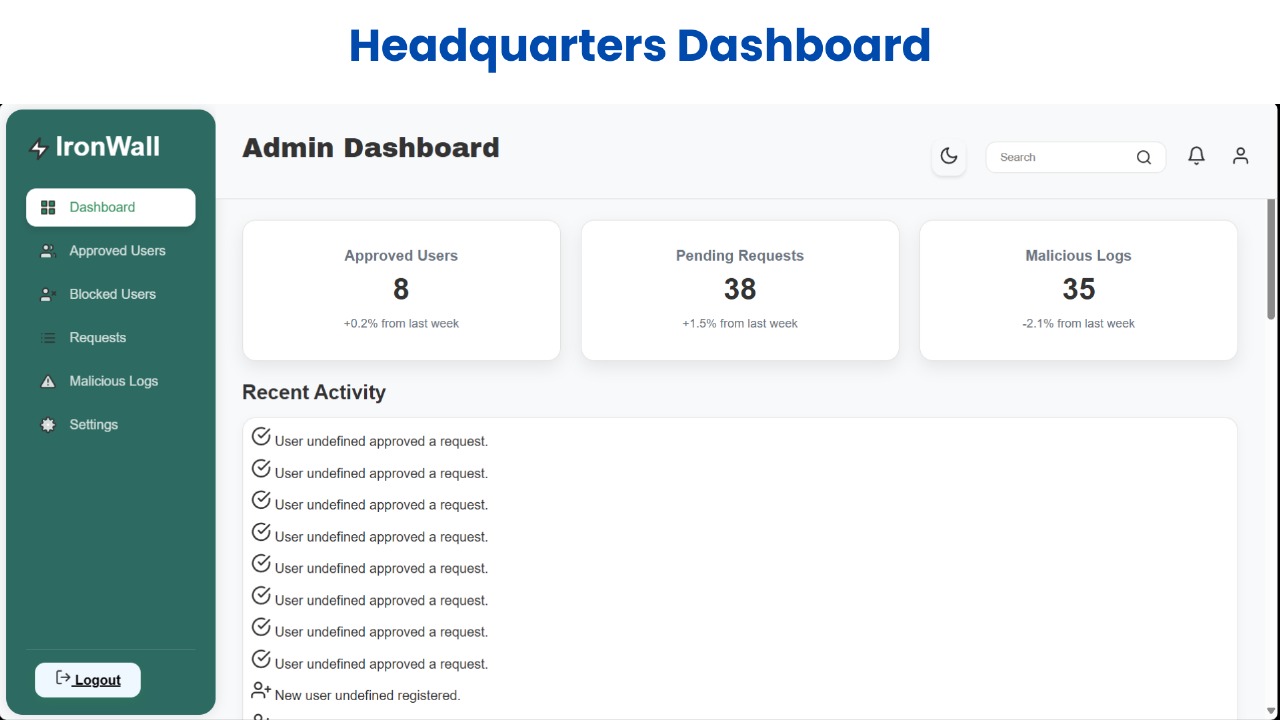 Headquarters Dashboard
IronWall
Dashboard
Approved Users
Blocked Users
Requests
Malicious Logs
Settings
Logout
Admin Dashboard
Search
Approved Users
8
+0.2% from last week
Pending Requests
38
+1.5% from last week
Malicious Logs
35
-2.1% from last week
Recent Activity
User undefined approved a request.
User undefined approved a request.
User undefined approved a request.
User undefined approved a request.
User undefined approved a request.
User undefined approved a request.
User undefined approved a request.
User undefined approved a request.
New user undefined registered.